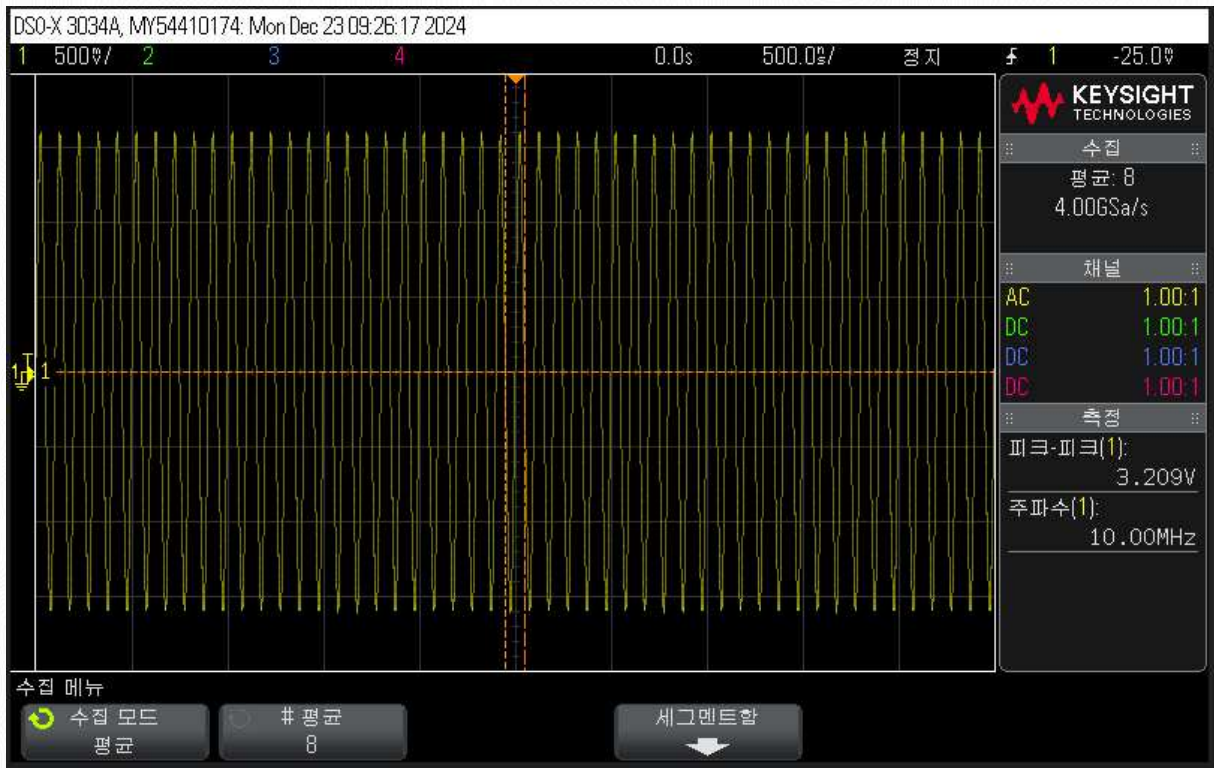 DSO-X 3034A, MY54410174: Mon Dec 23 09:26:17 2024
1 500㎷/ 2 3 4 0.0s 500.0㎱/ 정지 1 -25.0㎷
KEYSIGHT
TECHNOLOGIES
수집
평균: 8
4.00GSa/s
채널
AC 1.00:1
DC 1.00:1
DC 1.00:1
DC 1.00:1
측정
피크-피크(1):
3.209V
주파수(1):
10.00MHz
T
1 1
수집 메뉴
수집 모드
평균
# 평균
8
세그멘트함